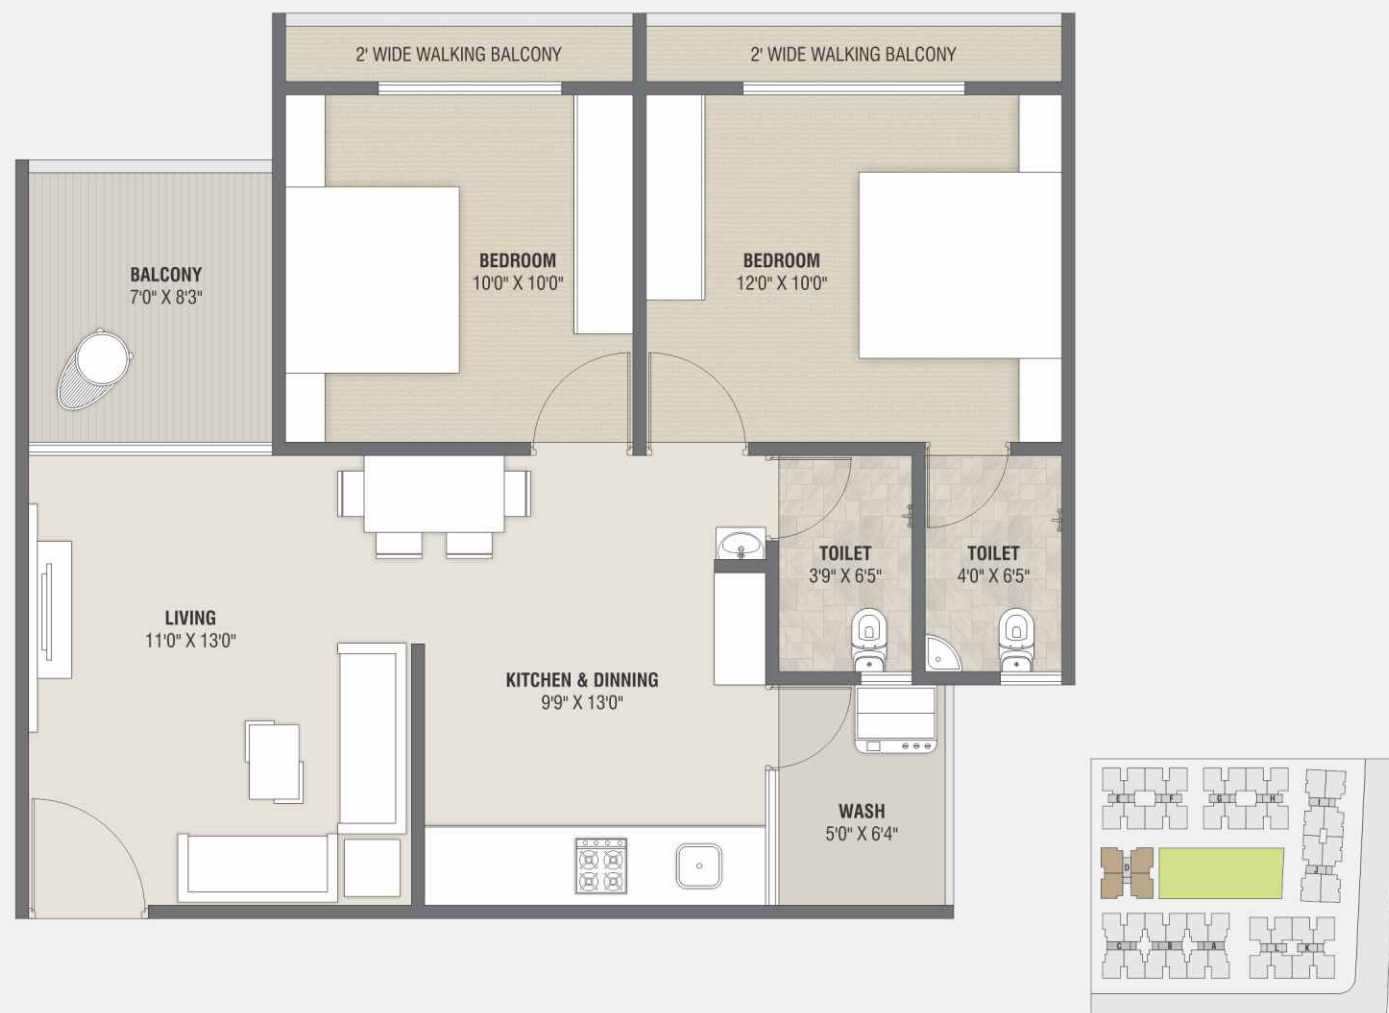 2' WIDE WALKING BALCONY
2' WIDE WALKING BALCONY
BALCONY
7'0" X 8'3"
BEDROOM
10'0" X 10'0"
BEDROOM
12'0" X 10'0"
TOILET
3'9" X 6'5"
TOILET
4'0" X 6'5"
LIVING
11'0" X 13'0"
KITCHEN & DINNING
9'9" X 13'0"
WASH
5'0" X 6'4"
E
F
G
H
I
D
J
C
B
A
L
K